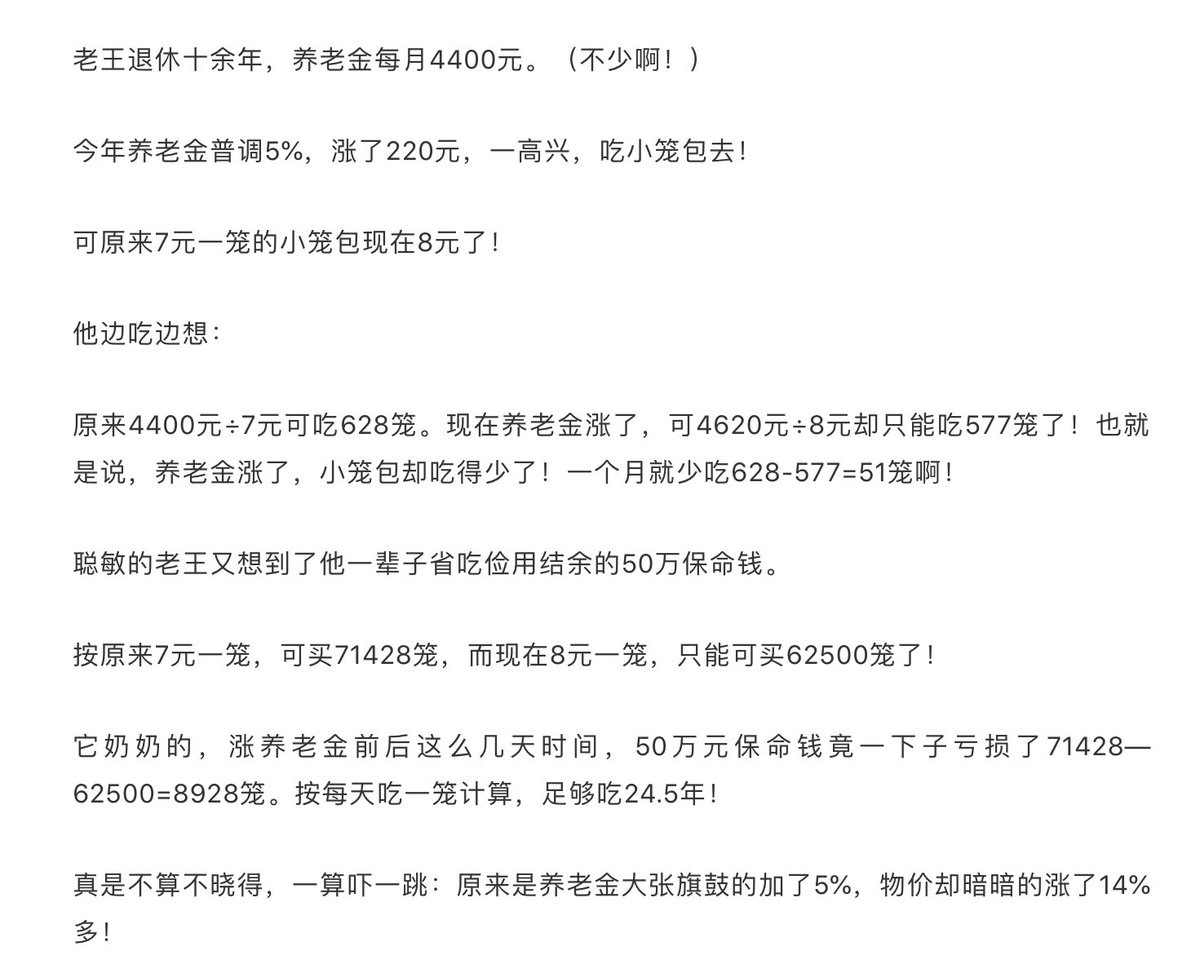 老王退休十余年，养老金每月4400元。（不少啊！）
今年养老金普调5%，涨了220元，一高兴，吃小笼包去！
可原来7元一笼的小笼包现在8元了！
他边吃边想：
原来4400元÷7元可吃628笼。现在养老金涨了，可4620元÷8元却只能吃577笼了！也就
是说，养老金涨了，小笼包却吃得少了！一个月就少吃628-577=51笼啊！
聪敏的老王又想到了他一辈子省吃俭用结余的50万保命钱。
按原来7元一笼，可买71428笼，而现在8元一笼，只能可买62500笼了！
它奶奶的，涨养老金前后这么几天时间，50万元保命钱竟一下子亏损了71428—
62500=8928笼。按每天吃一笼计算，足够吃24.5年！
真是不算不晓得，一算吓一跳：原来是养老金大张旗鼓的加了5%，物价却暗暗的涨了14%
多！